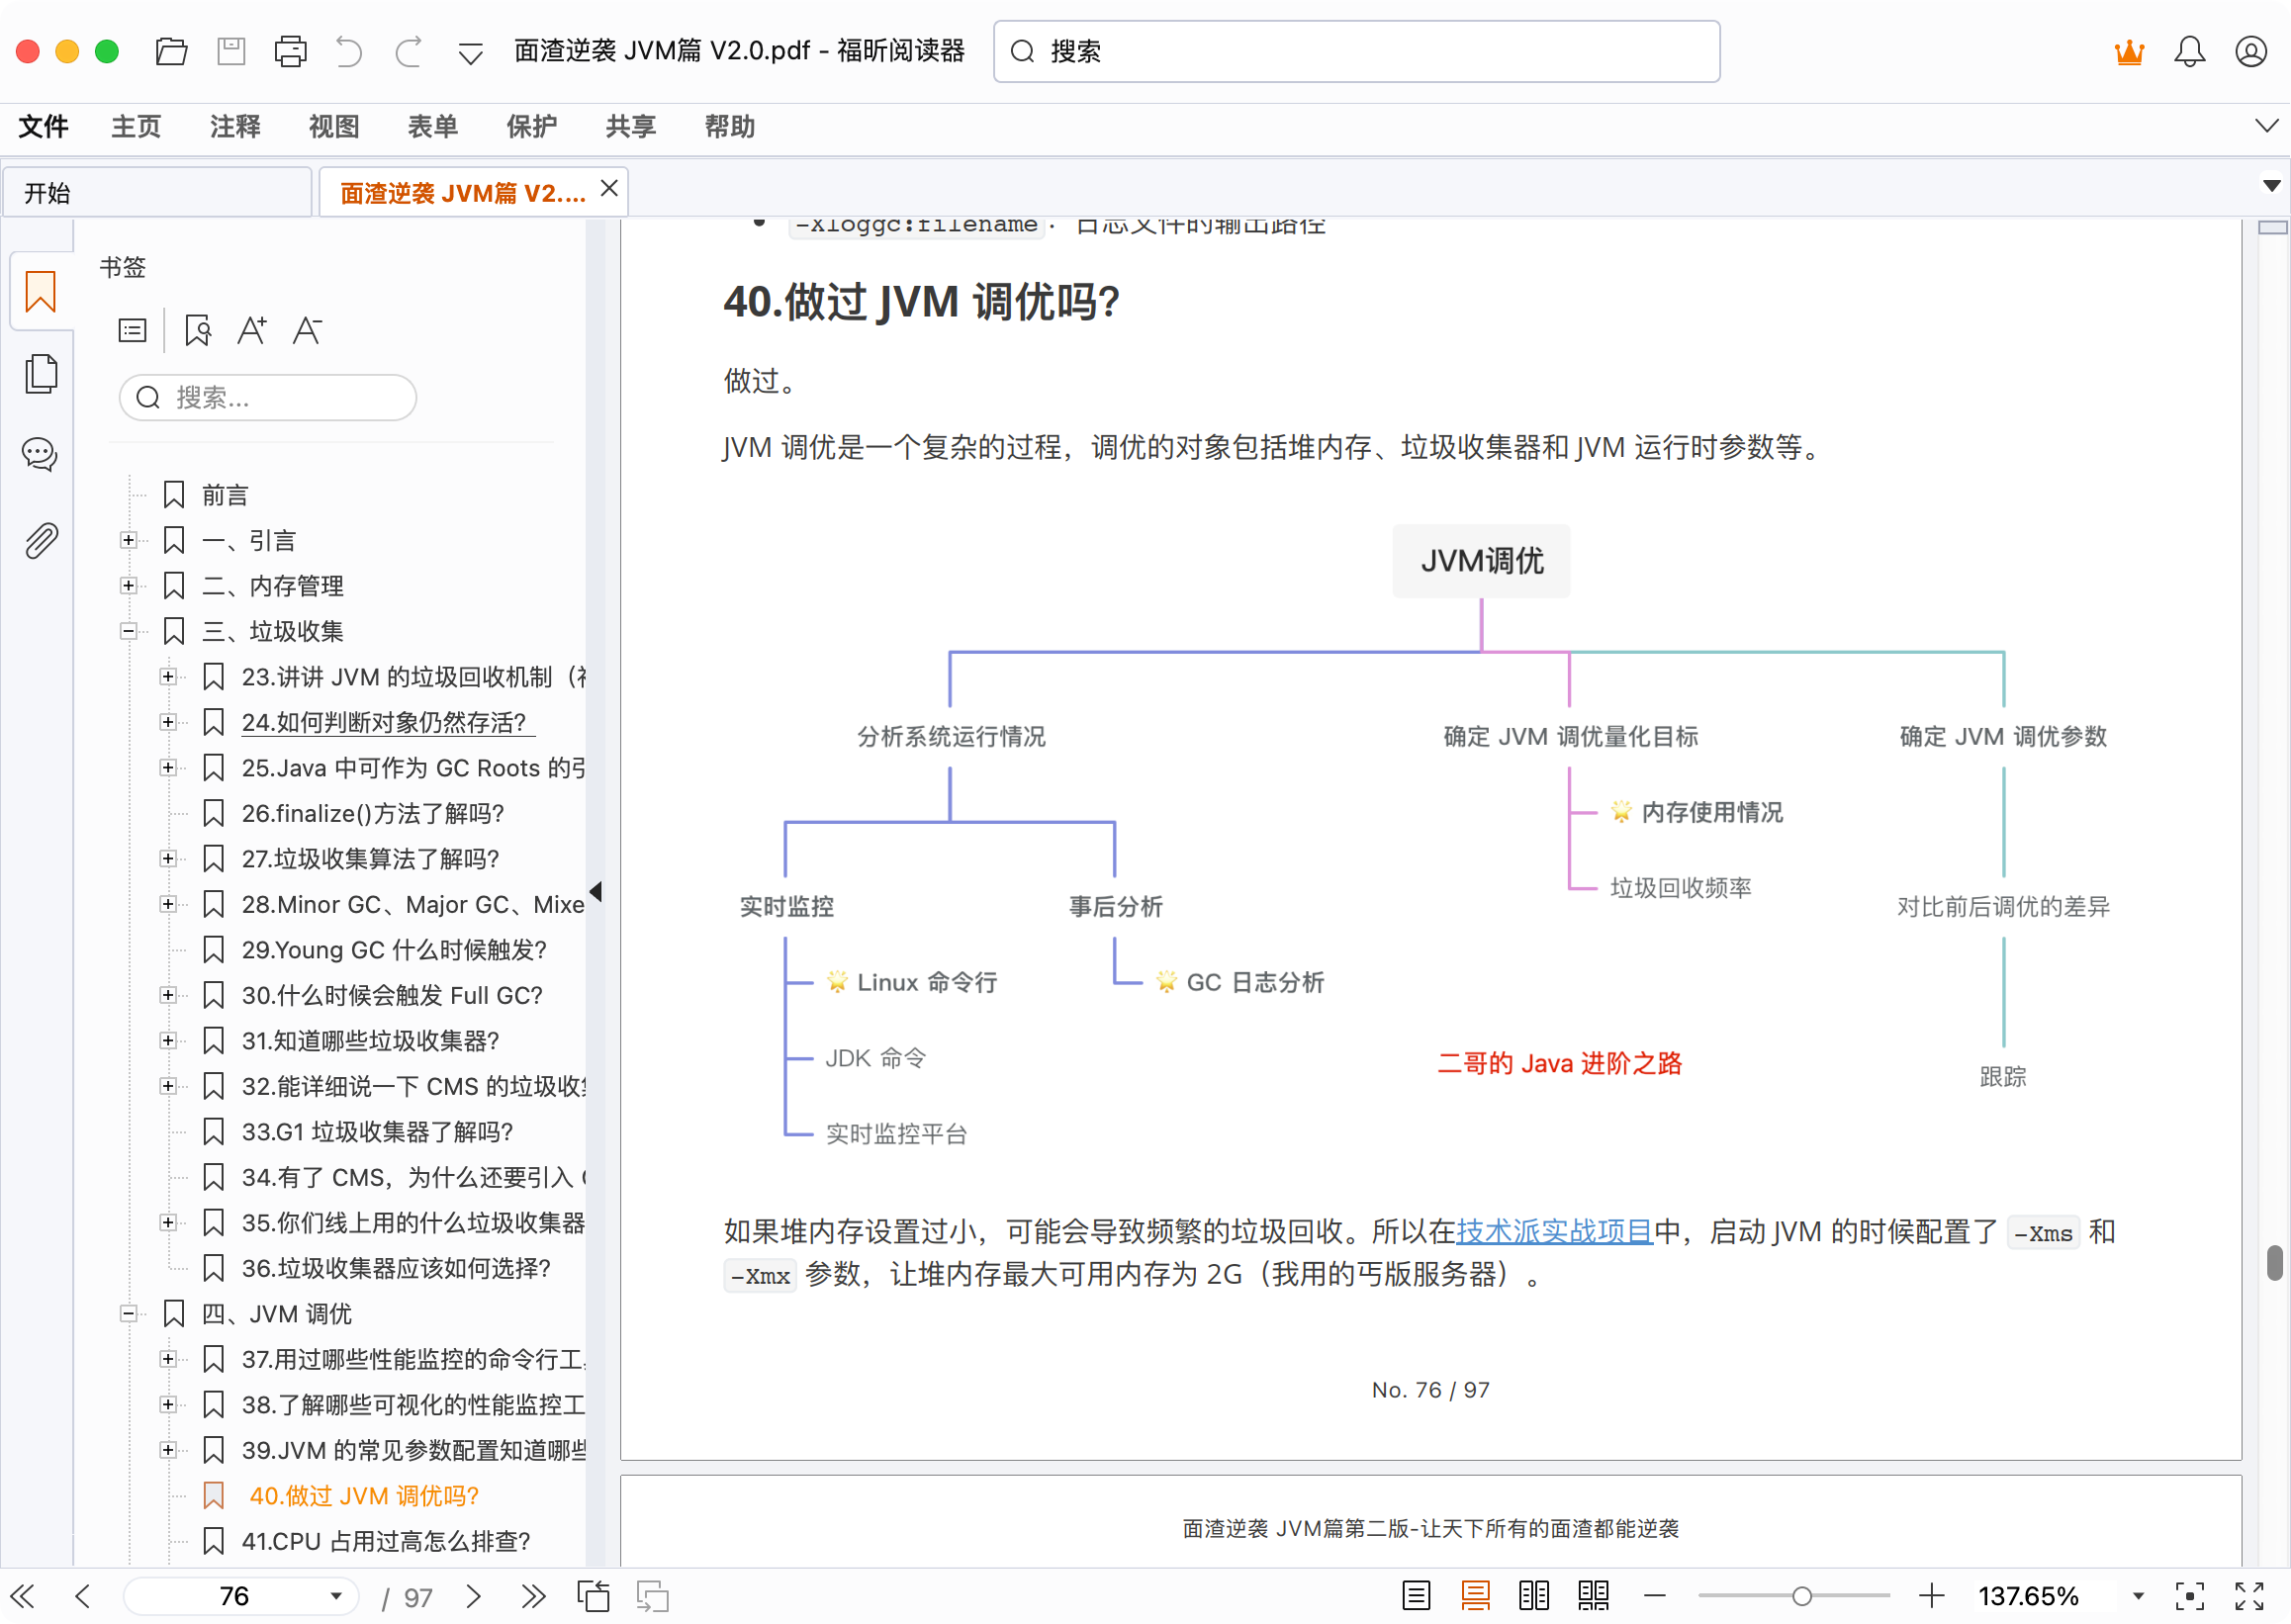 面渣逆袭 JVM篇 V2.0.pdf - 福昕阅读器
搜索
文件 主页 注释 视图 表单 保护 共享 帮助
开始
面渣逆袭 JVM篇 V2....
书签
搜索...
前言
一、引言
二、内存管理
三、垃圾收集
23.讲讲 JVM 的垃圾回收机制（
24.如何判断对象仍然存活?
25.Java 中可作为 GC Roots 的引
26.finalize()方法了解吗?
27.垃圾收集算法了解吗?
28.Minor GC、Major GC、Mixe
29.Young GC 什么时候触发?
30.什么时候会触发 Full GC?
31.知道哪些垃圾收集器?
32.能详细说一下 CMS 的垃圾收集
33.G1 垃圾收集器了解吗?
34.有了 CMS，为什么还要引入
35.你们线上用的什么垃圾收集器
36.垃圾收集器应该如何选择?
四、JVM 调优
37.用过哪些性能监控的命令行工
38.了解哪些可视化的性能监控工
39.JVM 的常见参数配置知道哪些
40.做过 JVM 调优吗?
41.CPU 占用过高怎么排查?
-Xloggc:filename：日志文件的输出路径
40.做过 JVM 调优吗?
做过。
JVM 调优是一个复杂的过程，调优的对象包括堆内存、垃圾收集器和 JVM 运行时参数等。
JVM调优
分析系统运行情况
确定 JVM 调优量化目标
确定 JVM 调优参数
🌟 内存使用情况
垃圾回收频率
实时监控
事后分析
对比前后调优的差异
🌟 Linux 命令行
🌟 GC 日志分析
JDK 命令
二哥的 Java 进阶之路
跟踪
实时监控平台
如果堆内存设置过小，可能会导致频繁的垃圾回收。所以在技术派实战项目中，启动 JVM 的时候配置了 -Xms 和
-Xmx 参数，让堆内存最大可用内存为 2G（我用的丐版服务器）。
No. 76 / 97
面渣逆袭 JVM篇第二版-让天下所有的面渣都能逆袭
76 / 97
137.65%